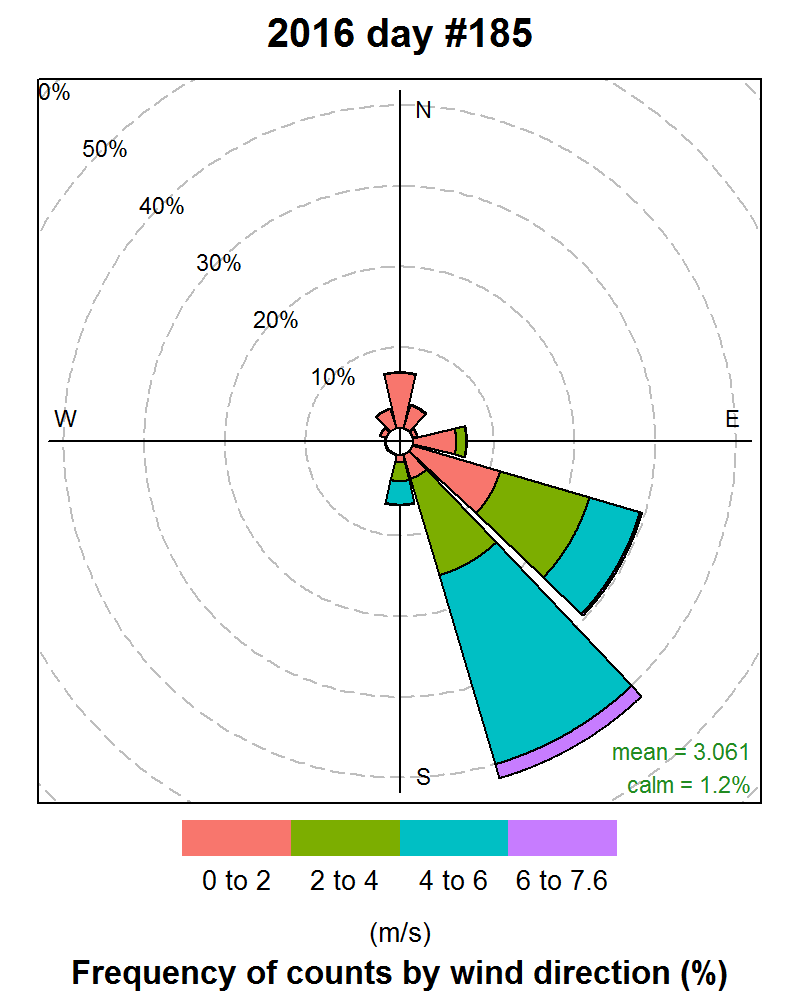 2016 day #185
0%
N
50%
40%
30%
20%
10%
W
E
S
mean = 3.061
calm = 1.2%
0 to 2
2 to 4
4 to 6
6 to 7.6
(m/s)
Frequency of counts by wind direction (%)